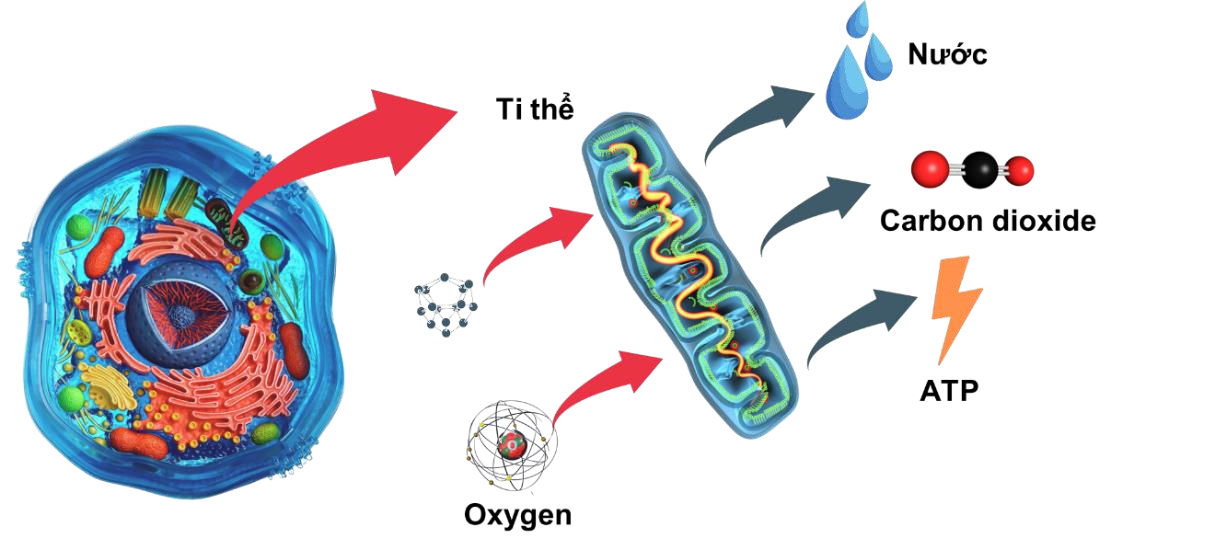 Nước
Ti thể
Carbon dioxide
ATP
Oxygen